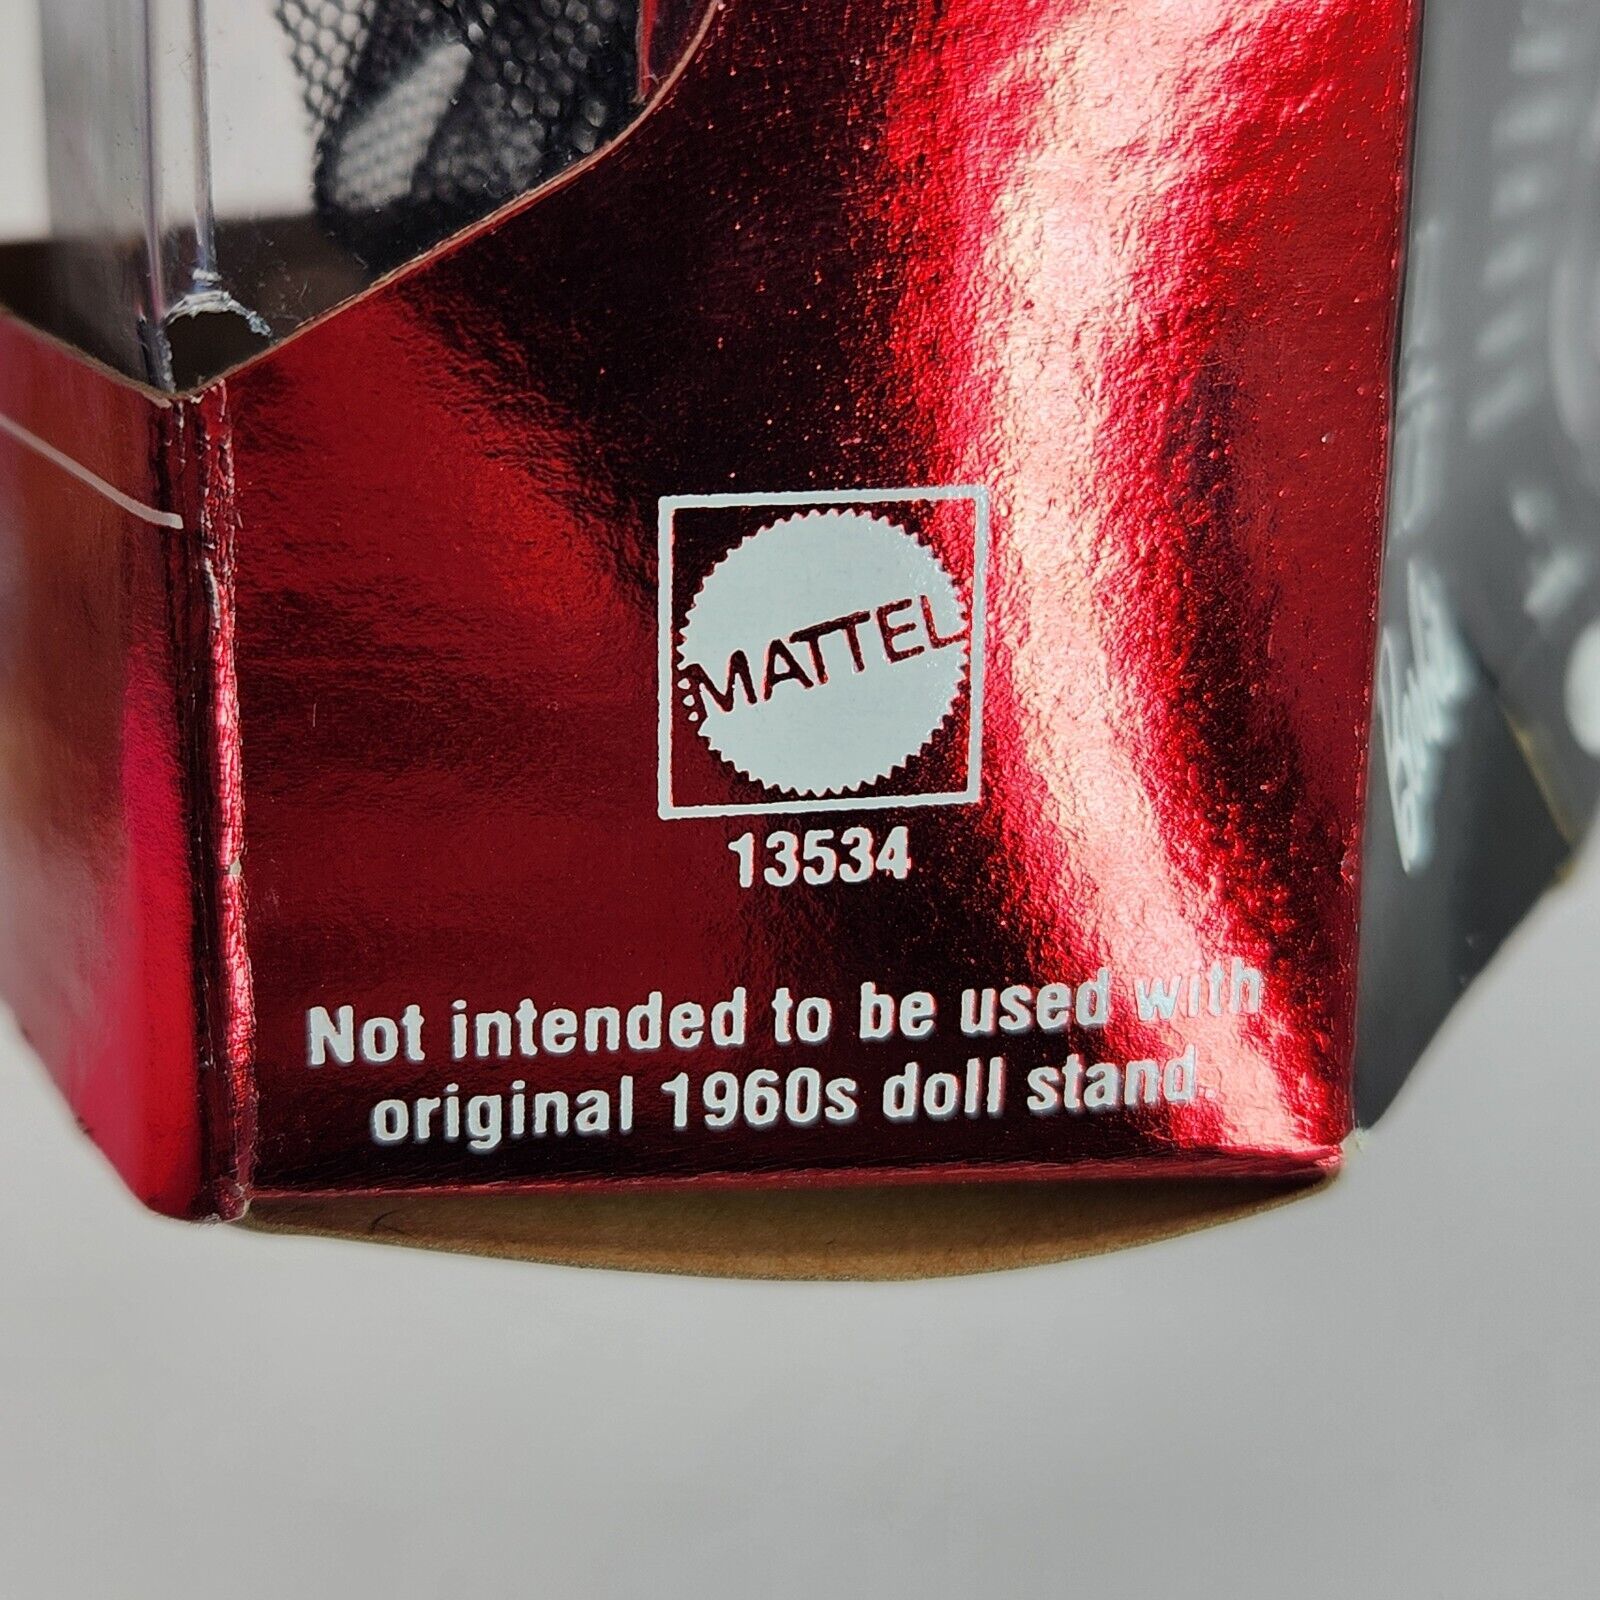 MATTEL
13534
Not intended to be used with
original 1960s doll stand.